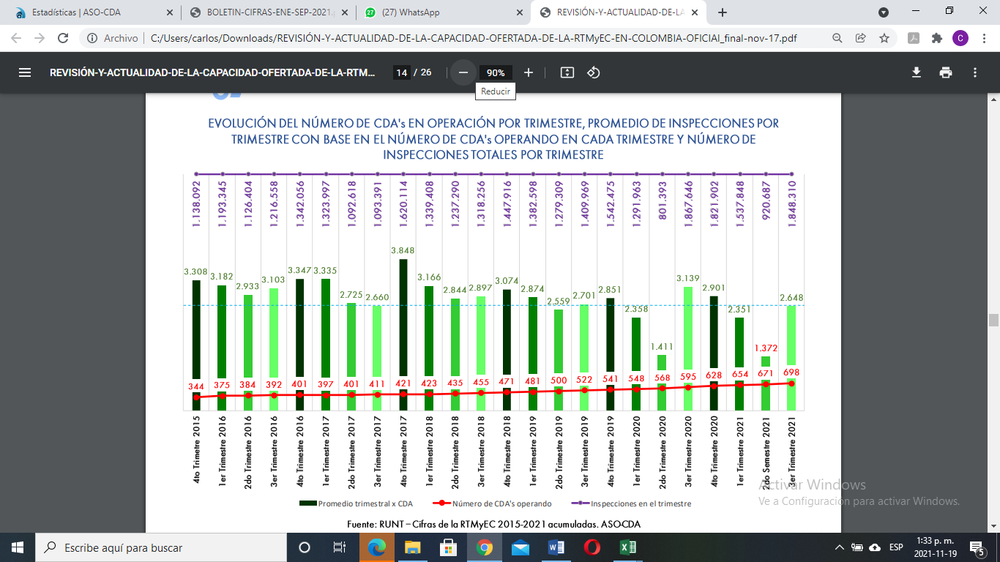 Estadísticas | ASO-CDA
BOLETIN-CIFRAS-ENE-SEP-2021.p
27
(27) WhatsApp
REVISIÓN-Y-ACTUALIDAD-DE-LA
Archivo
C:/Users/carlos/Downloads/REVISIÓN-Y-ACTUALIDAD-DE-LA-CAPACIDAD-OFERTADA-DE-LA-RTMyEC-EN-COLOMBIA-OFICIAl_final-nov-17.pdf
C
REVISIÓN-Y-ACTUALIDAD-DE-LA-CAPACIDAD-OFERTADA-DE-LA-RTM...
14 / 26
90%
Reducir
EVOLUCIÓN DEL NÚMERO DE CDA's EN OPERACIÓN POR TRIMESTRE, PROMEDIO DE INSPECCIONES POR
TRIMESTRE CON BASE EN EL NÚMERO DE CDA's OPERANDO EN CADA TRIMESTRE Y NÚMERO DE
INSPECCIONES TOTALES POR TRIMESTRE
1.138.092 1.193.345 1.126.404 1.216.558 1.342.056 1.323.997 1.092.618 1.093.391 1.620.114 1.339.408 1.237.290 1.318.256 1.447.916 1.382.598 1.279.309 1.409.969 1.542.475 1.291.963 801.393 1.867.646 1.821.902 1.537.848 920.687 1.848.310
3.308 3.182 2.933 3.103 3.347 3.335 2.725 2.660 3.848 3.166 2.844 2.897 3.074 2.874 2.559 2.701 2.851 2.358 1.411 3.139 2.901 2.351 1.372 2.648
344 375 384 392 401 397 401 411 421 423 435 455 471 481 500 522 541 548 568 595 628 654 671 698
4to Trimestre 2015
1er Trimestre 2016
2do Trimestre 2016
3er Trimestre 2016
4to Trimestre 2016
1er Trimestre 2017
2do Trimestre 2017
3er Trimestre 2017
4to Trimestre 2017
1er Trimestre 2018
2do Trimestre 2018
3er Trimestre 2018
4to Trimestre 2018
1er Trimestre 2019
2do Trimestre 2019
3er Trimestre 2019
4to Trimestre 2019
1er Trimestre 2020
2do Trimestre 2020
3er Trimestre 2020
4to Trimestre 2020
1er Trimestre 2021
2do Semestre 2021
3er Trimestre 2021
Promedio trimestral x CDA
Número de CDA's operando
Inspecciones en el trimestre
Fuente: RUNT – Cifras de la RTMyEC 2015-2021 acumuladas. ASO-CDA
Activar Windows
Ve a Configuración para activar Windows.
Escribe aquí para buscar
ESP
1:33 p. m.
2021-11-19
5